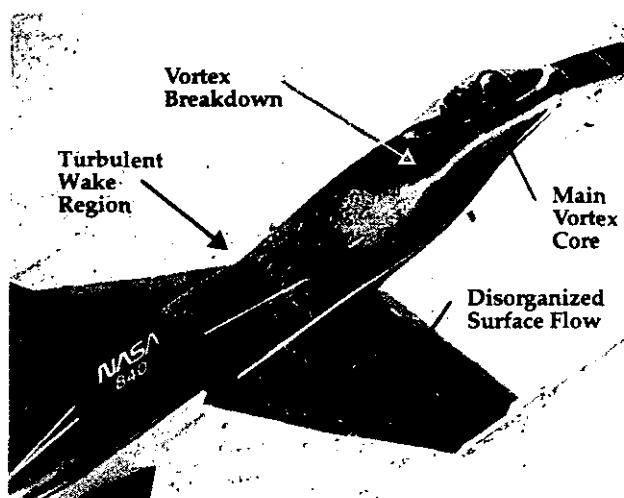 Vortex
Breakdown
Turbulent
Wake
Region
Main
Vortex
Core
Disorganized
Surface Flow
NASA
840